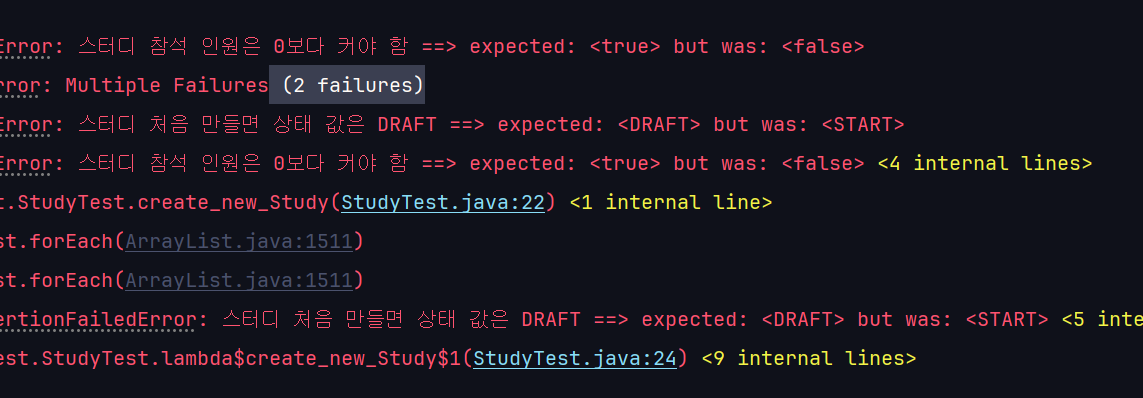 Error: 스터디 참석 인원은 0보다 커야 함 ==> expected: <true> but was: <false>
rror: Multiple Failures (2 failures)
Error: 스터디 처음 만들면 상태 값은 DRAFT ==> expected: <DRAFT> but was: <START>
Error: 스터디 참석 인원은 0보다 커야 함 ==> expected: <true> but was: <false> <4 internal lines>
t.StudyTest.create_new_Study(StudyTest.java:22) <1 internal line>
st.forEach(ArrayList.java:1511)
st.forEach(ArrayList.java:1511)
ertionFailedError: 스터디 처음 만들면 상태 값은 DRAFT ==> expected: <DRAFT> but was: <START> <5 inte
est.StudyTest.lambda$create_new_Study$1(StudyTest.java:24) <9 internal lines>